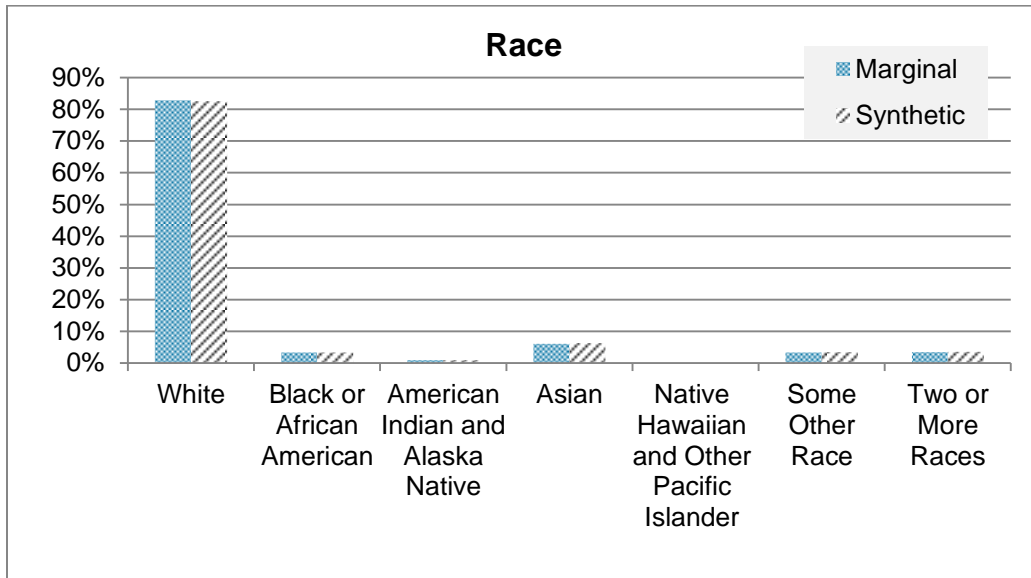 Race
Marginal
Synthetic
90%
80%
70%
60%
50%
40%
30%
20%
10%
0%
White
Black or
African
American
American
Indian and
Alaska
Native
Asian
Native
Hawaiian
and Other
Pacific
Islander
Some
Other
Race
Two or
More
Races